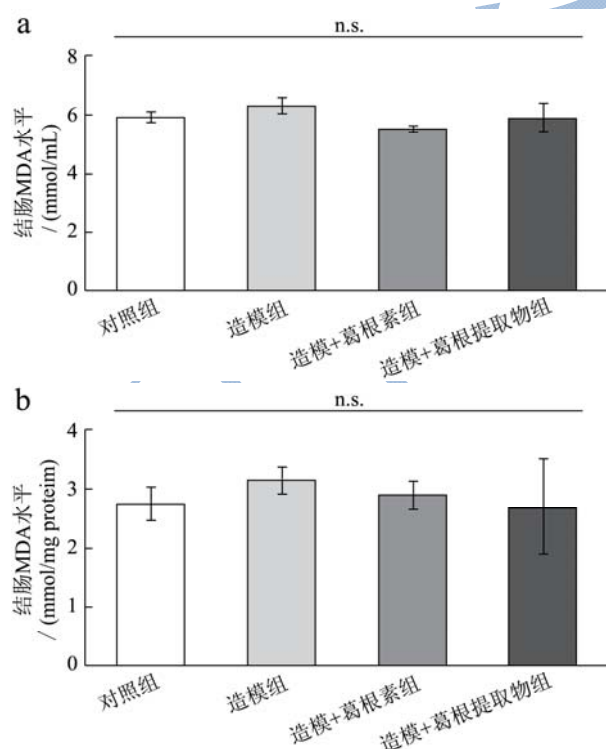 a
n.s.
结肠MDA水平
/ (mmol/mL)
8
6
4
2
0
对照组
造模组
造模+葛根素组
造模+葛根提取物组
b
n.s.
结肠MDA水平
/ (mmol/mg proteim)
4
3
2
1
0
对照组
造模组
造模+葛根素组
造模+葛根提取物组